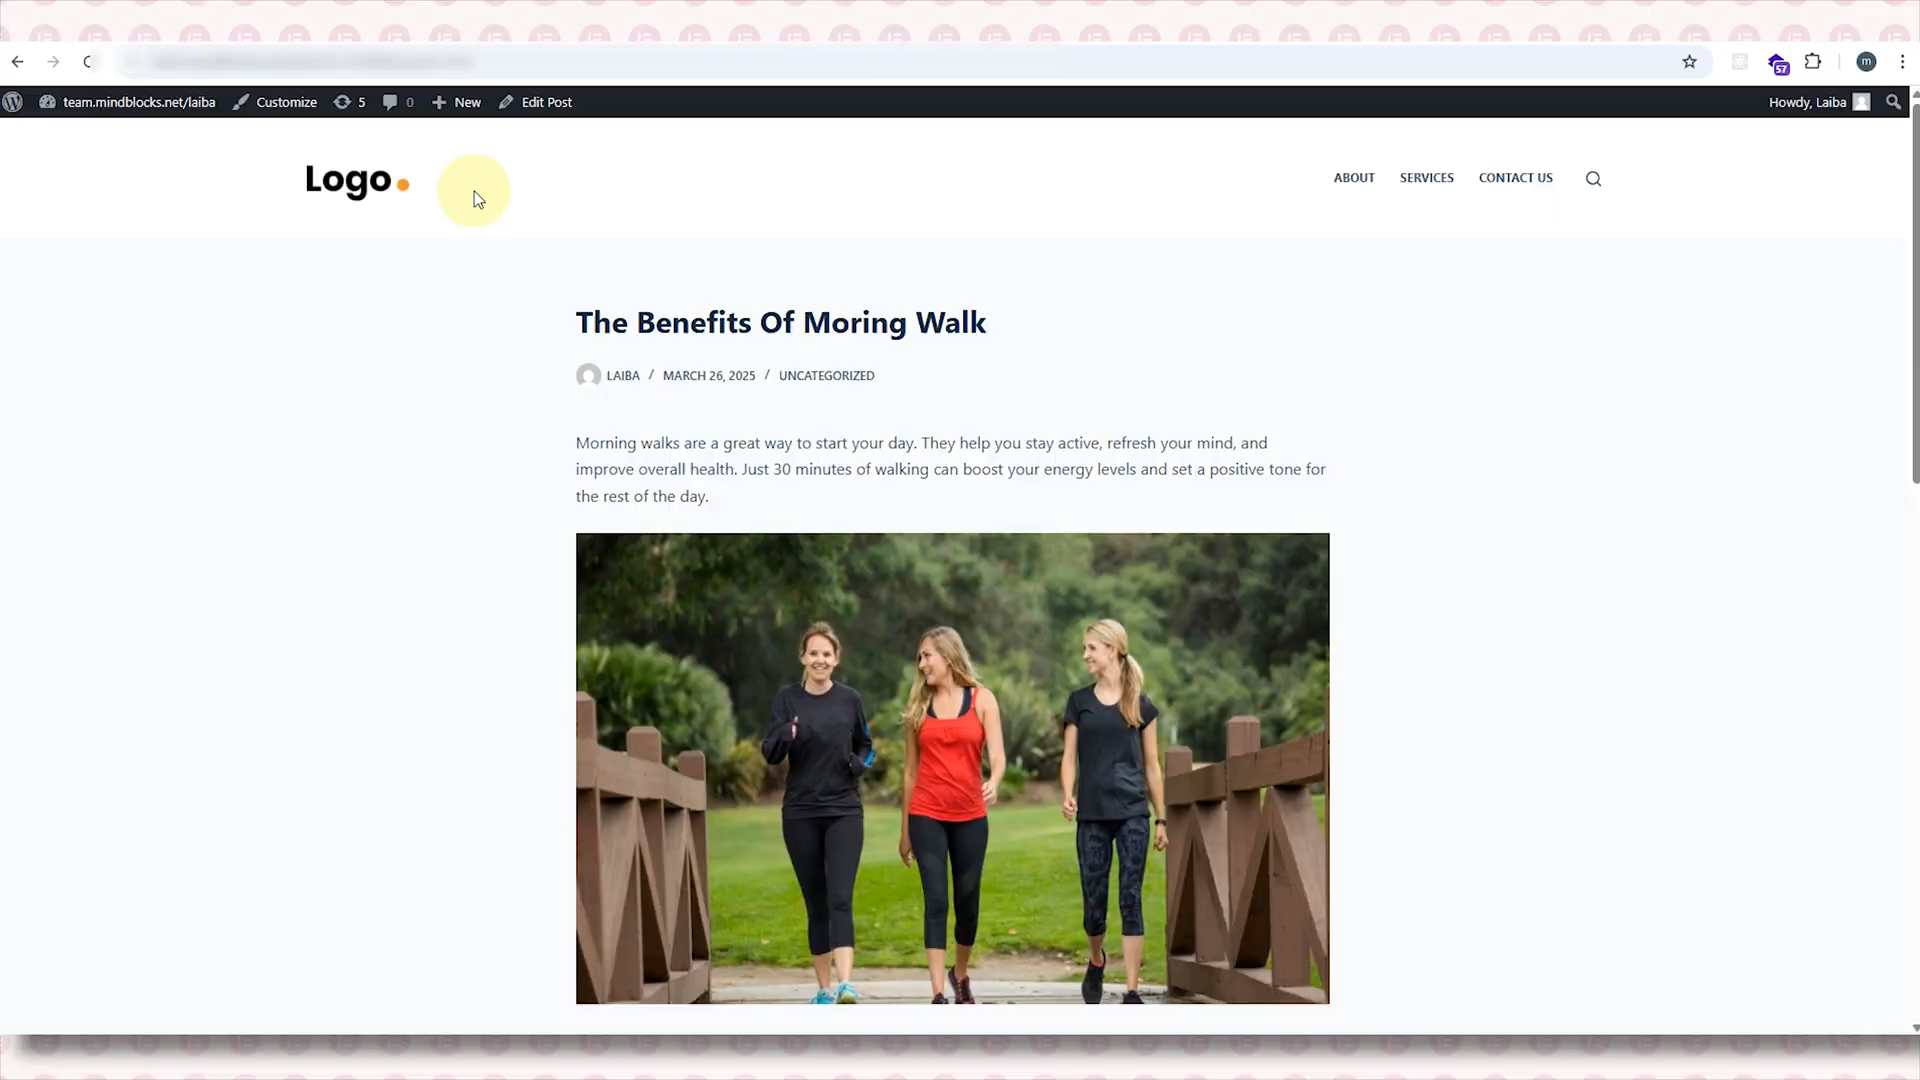 team.mindblocks.net/laiba Customize 5 0 New Edit Post Howdy, Laiba
Logo
ABOUT SERVICES CONTACT US
The Benefits Of Moring Walk
LAIBA / MARCH 26, 2025 / UNCATEGORIZED
Morning walks are a great way to start your day. They help you stay active, refresh your mind, and
improve overall health. Just 30 minutes of walking can boost your energy levels and set a positive tone for
the rest of the day.
57
m